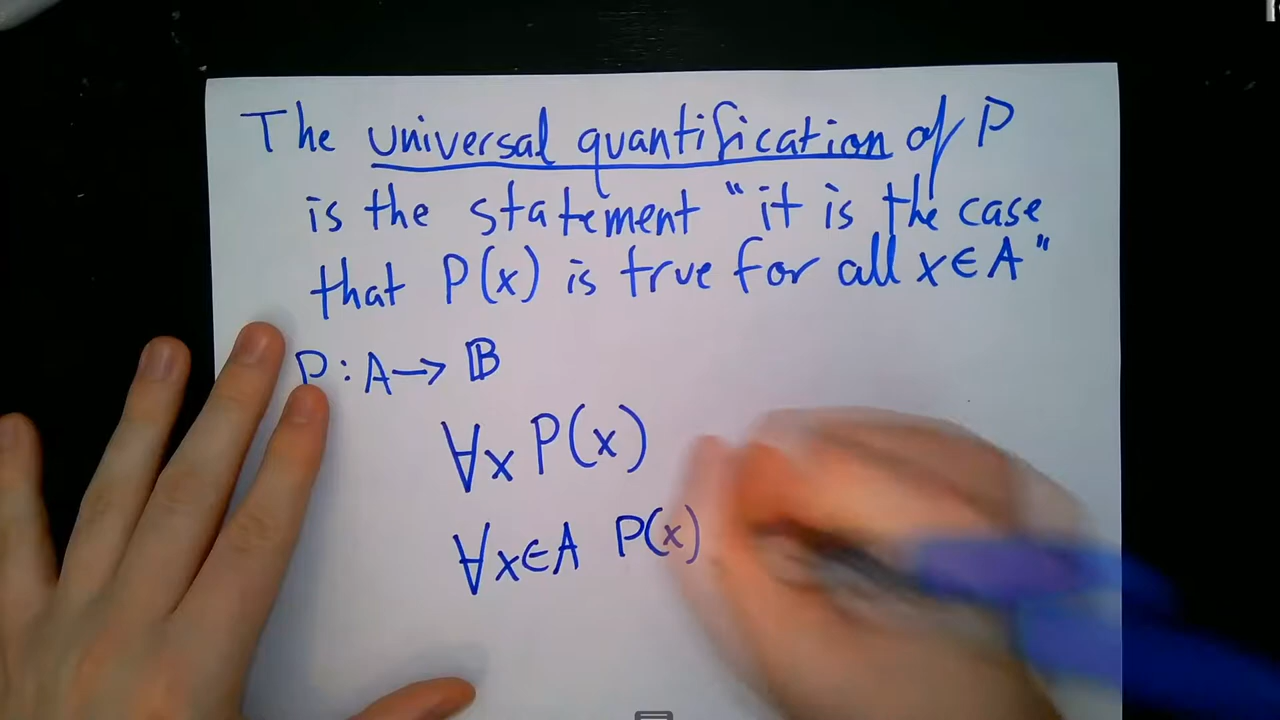 The universal quantification of P
is the statement "it is the case
that P(x) is true for all x∈A"
P:A→𝔹
∀x P(x)
∀x∈A P(x)